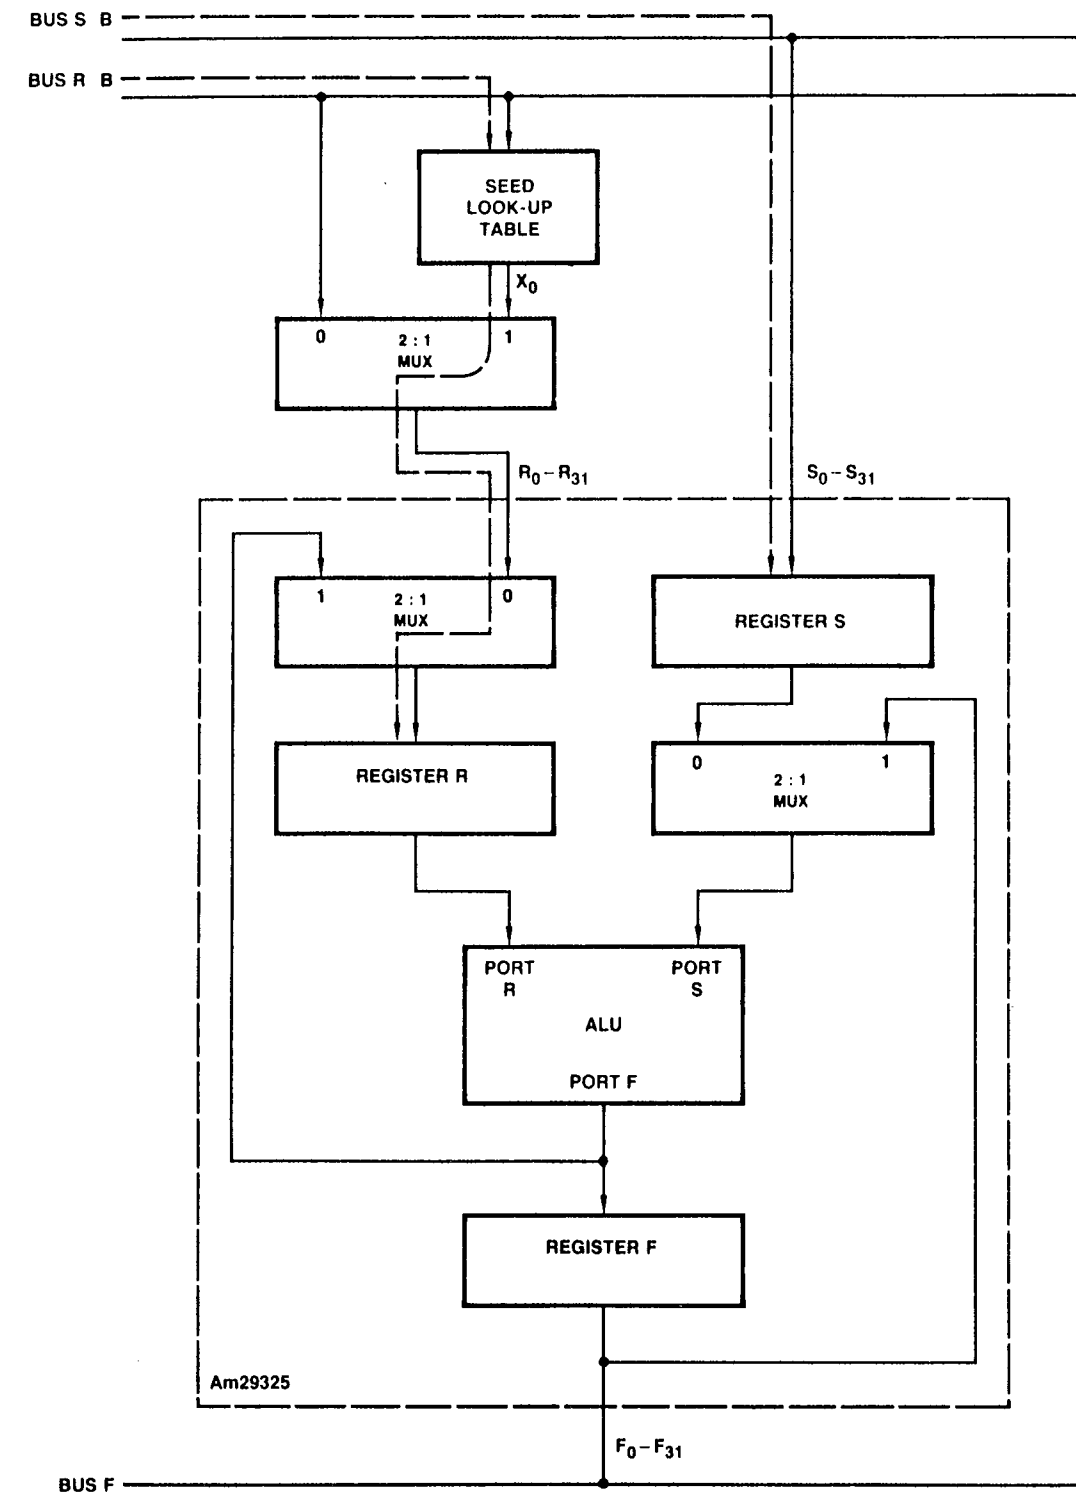 BUS S B
BUS R B
SEED
LOOK-UP
TABLE
X0
0 2 : 1 1
MUX
R0–R31
S0–S31
1 2 : 1 0
MUX
REGISTER S
REGISTER R
0 2 : 1 1
MUX
PORT PORT
R S
ALU
PORT F
REGISTER F
Am29325
F0–F31
BUS F